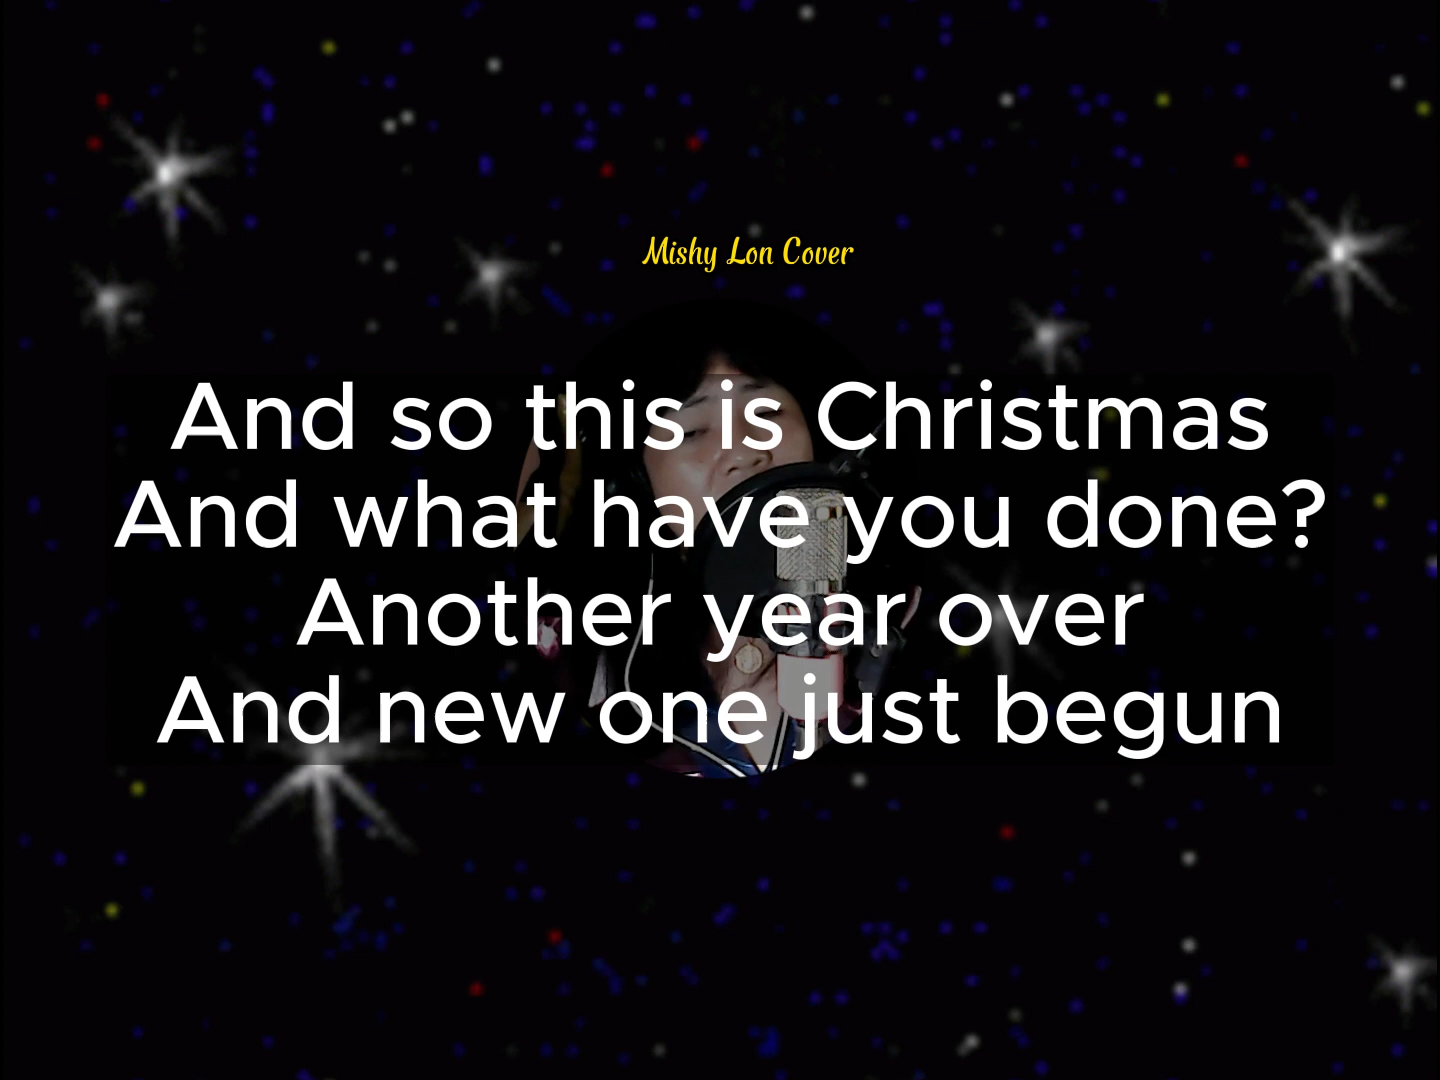 Mishy Lon Cover
And so this is Christmas
And what have you done?
Another year over
And new one just begun